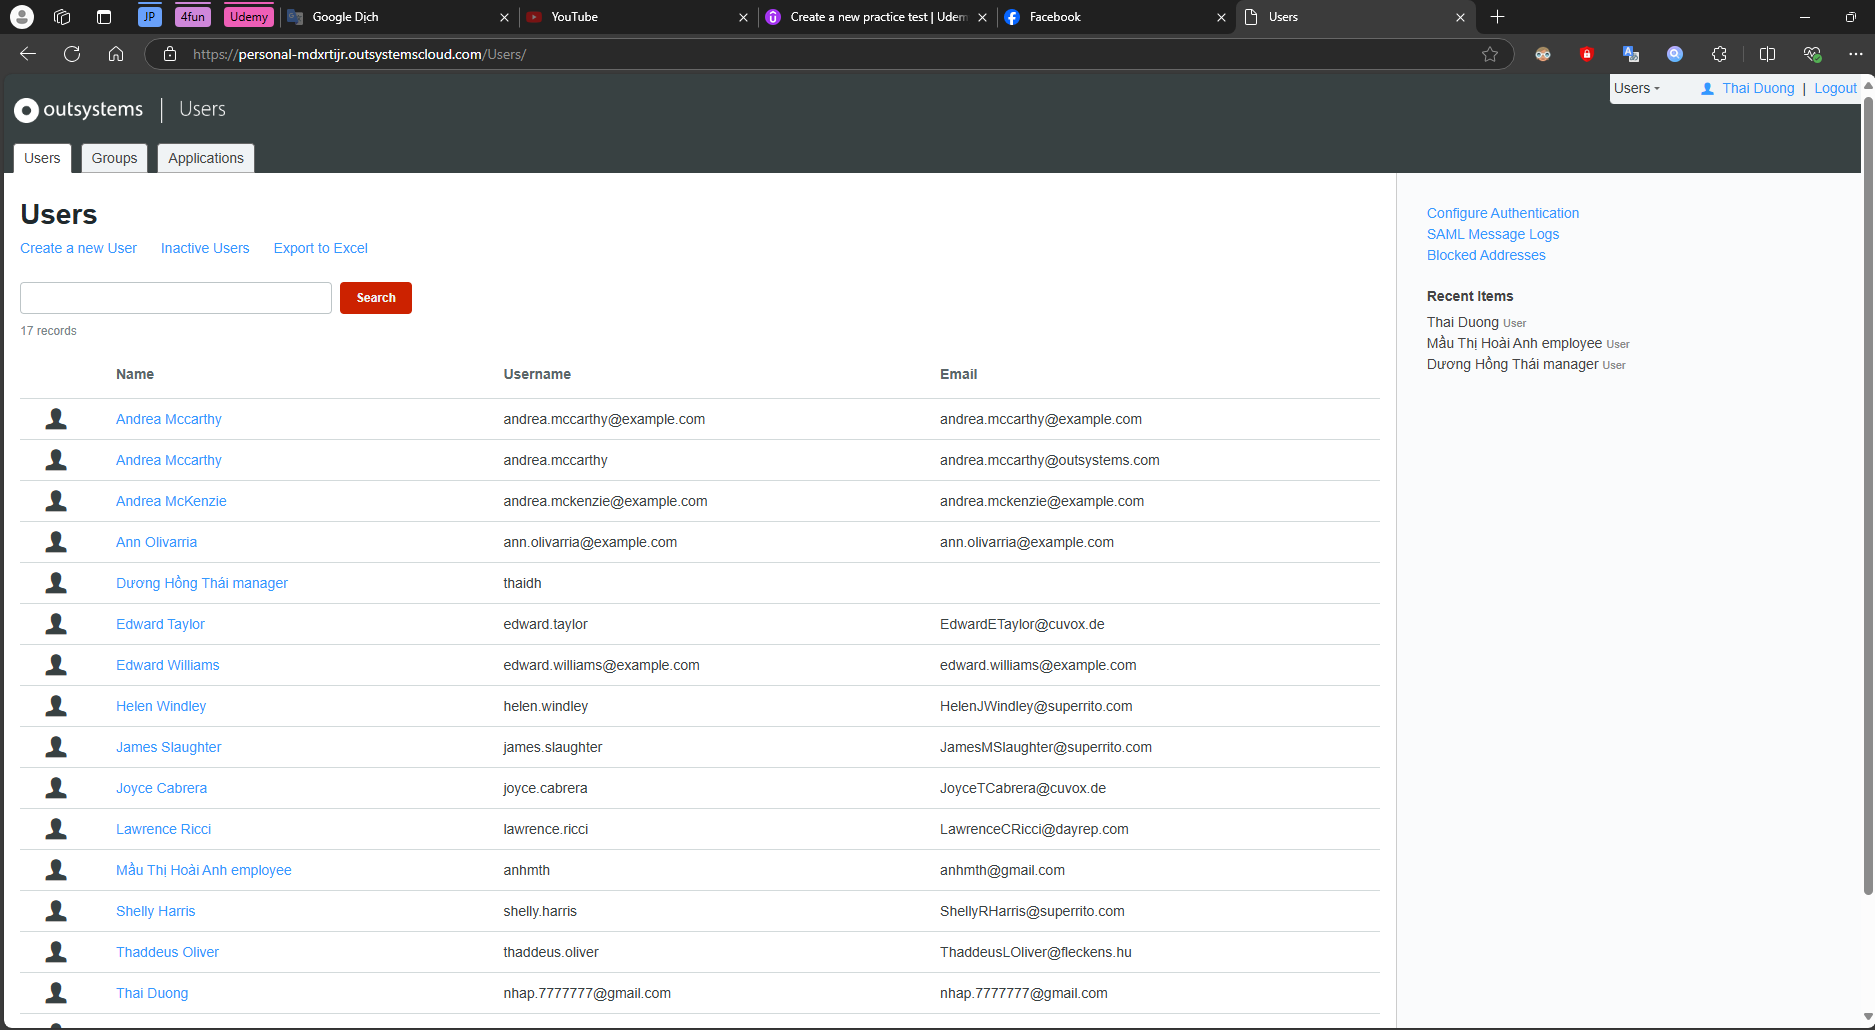 JP 4fun Udemy Google Dịch YouTube Create a new practice test | Udem Facebook Users
https://personal-mdxrtijr.outsystemscloud.com/Users/
Users Thai Duong | Logout
outsystems | Users
Users Groups Applications
Users
Create a new User Inactive Users Export to Excel
Search
17 records
Name Username Email
Andrea Mccarthy andrea.mccarthy@example.com andrea.mccarthy@example.com
Andrea Mccarthy andrea.mccarthy andrea.mccarthy@outsystems.com
Andrea McKenzie andrea.mckenzie@example.com andrea.mckenzie@example.com
Ann Olivarria ann.olivarria@example.com ann.olivarria@example.com
Dương Hồng Thái manager thaidh
Edward Taylor edward.taylor EdwardETaylor@cuvox.de
Edward Williams edward.williams@example.com edward.williams@example.com
Helen Windley helen.windley HelenJWindley@superrito.com
James Slaughter james.slaughter JamesMSlaughter@superrito.com
Joyce Cabrera joyce.cabrera JoyceTCabrera@cuvox.de
Lawrence Ricci lawrence.ricci LawrenceCRicci@dayrep.com
Mầu Thị Hoài Anh employee anhmth anhmth@gmail.com
Shelly Harris shelly.harris ShellyRHarris@superrito.com
Thaddeus Oliver thaddeus.oliver ThaddeusLOliver@fleckens.hu
Thai Duong nhap.7777777@gmail.com nhap.7777777@gmail.com
Configure Authentication
SAML Message Logs
Blocked Addresses
Recent Items
Thai Duong User
Mầu Thị Hoài Anh employee User
Dương Hồng Thái manager User